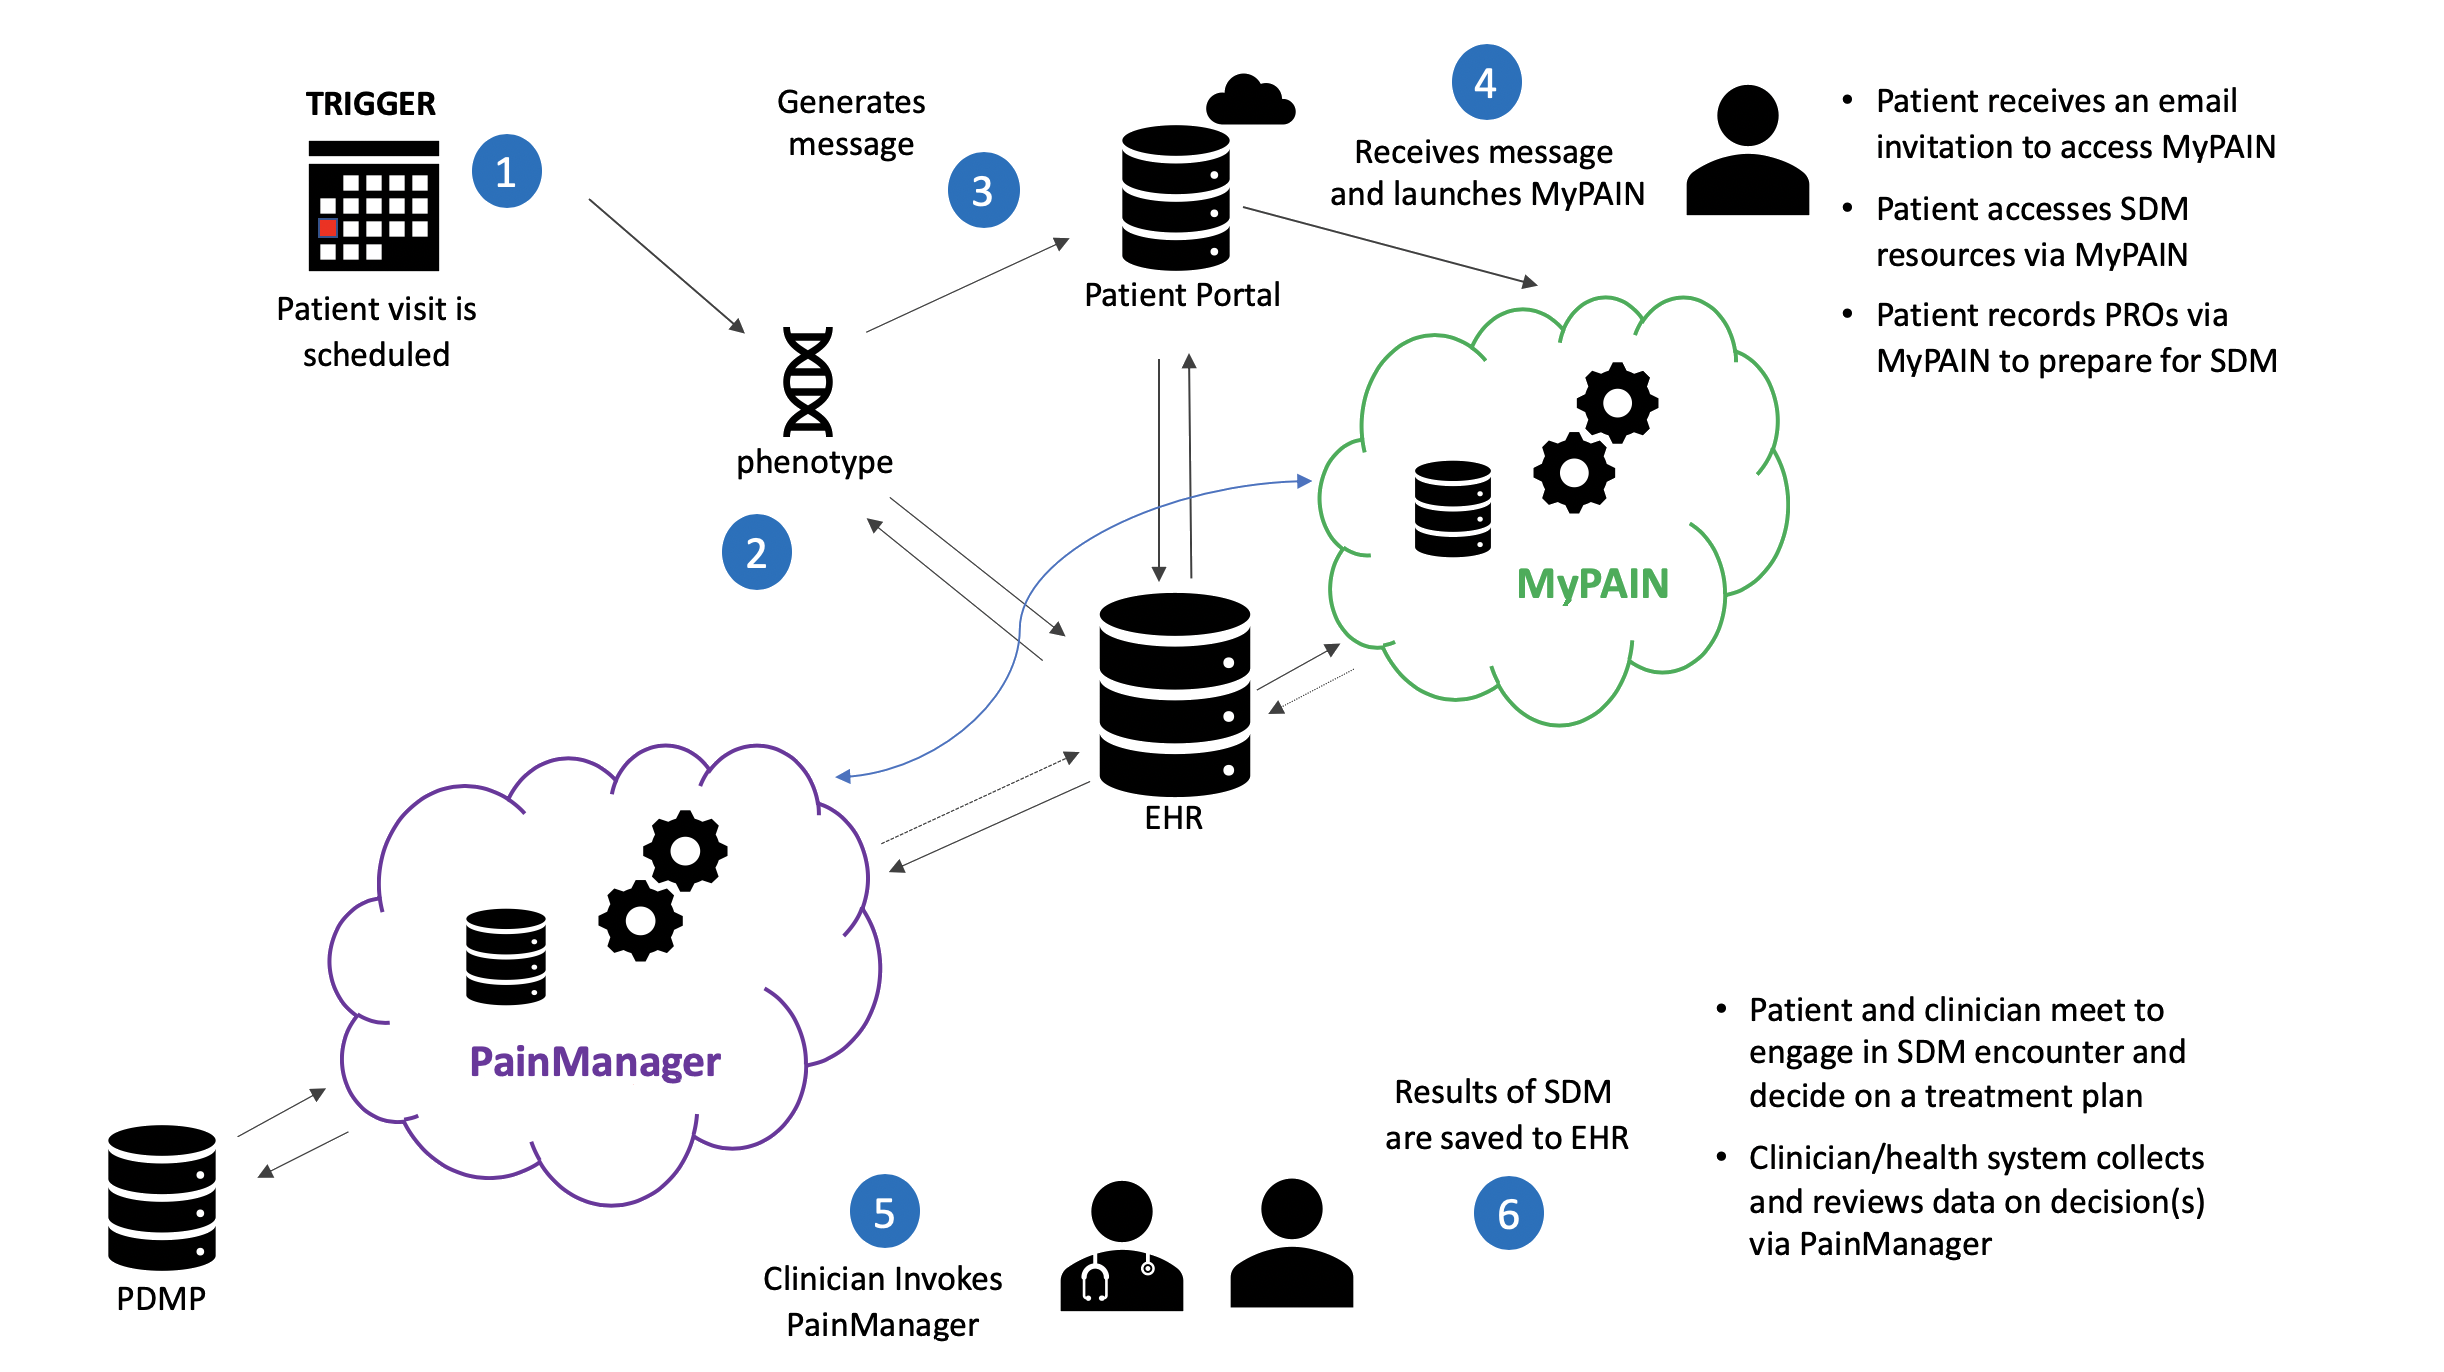 TRIGGER
1
Patient visit is
scheduled
phenotype
2
Generates
message
3
Patient Portal
4
Receives message
and launches MyPAIN
• Patient receives an email
invitation to access MyPAIN
• Patient accesses SDM
resources via MyPAIN
• Patient records PROs via
MyPAIN to prepare for SDM
MyPAIN
EHR
PainManager
PDMP
5
Clinician Invokes
PainManager
Results of SDM
are saved to EHR
6
• Patient and clinician meet to
engage in SDM encounter and
decide on a treatment plan
• Clinician/health system collects
and reviews data on decision(s)
via PainManager